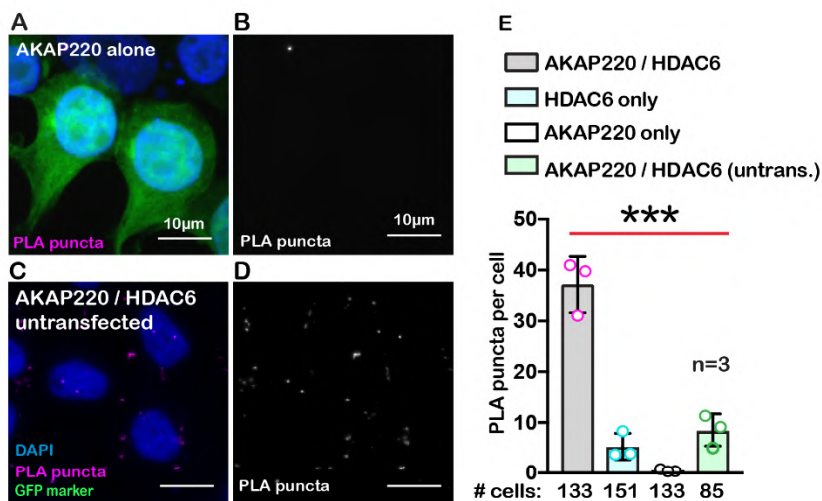 A
AKAP220 alone
10µm
PLA puncta
B
10µm
PLA puncta
C
AKAP220 / HDAC6
untransfected
DAPI
PLA puncta
GFP marker
D
PLA puncta
E
AKAP220 / HDAC6
HDAC6 only
AKAP220 only
AKAP220 / HDAC6 (untrans.)
PLA puncta per cell
50
40
30
20
10
0
***
n=3
# cells: 133 151 133 85